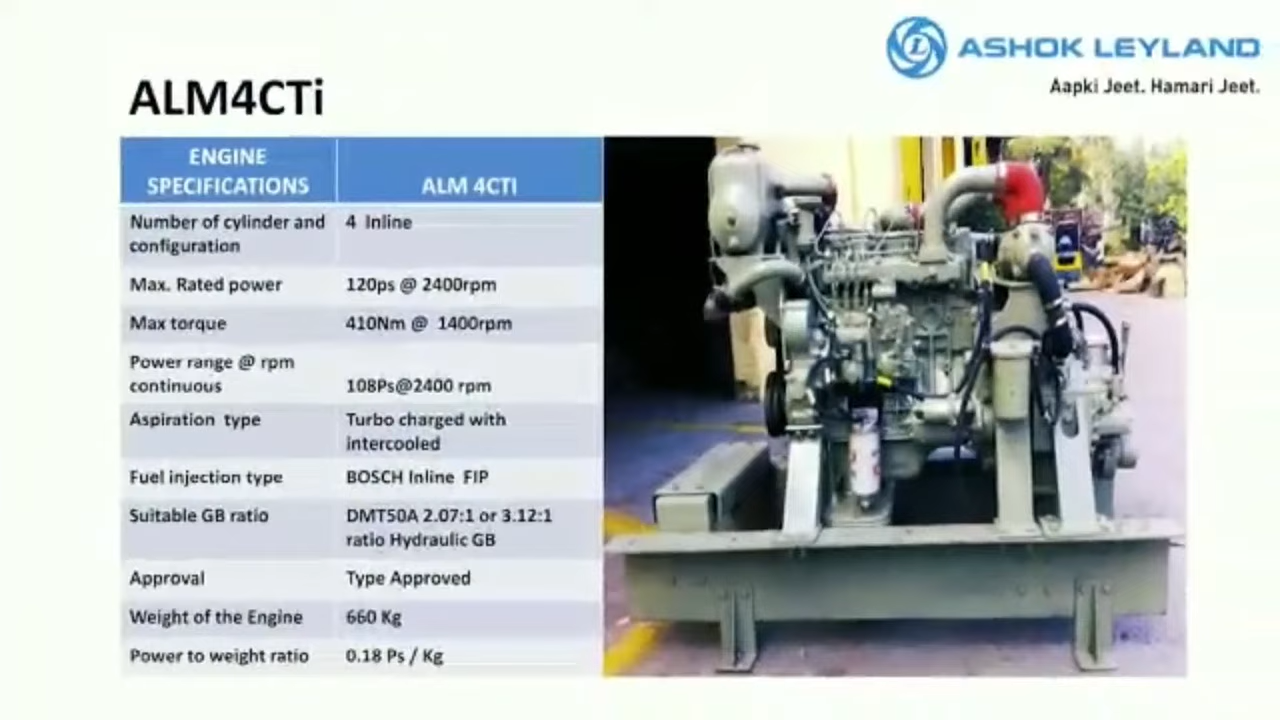 ASHOK LEYLAND
Aapki Jeet. Hamari Jeet.
ALM4CTi
ENGINE
SPECIFICATIONS
ALM 4CTI
Number of cylinder and
configuration
4 Inline
Max. Rated power
120ps @ 2400rpm
Max torque
410Nm @ 1400rpm
Power range @ rpm
continuous
108Ps@2400 rpm
Aspiration type
Turbo charged with
intercooled
Fuel injection type
BOSCH Inline FIP
Suitable GB ratio
DMT50A 2.07:1 or 3.12:1
ratio Hydraulic GB
Approval
Type Approved
Weight of the Engine
660 Kg
Power to weight ratio
0.18 Ps / Kg